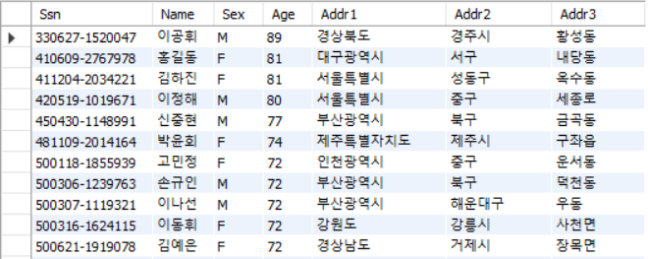 Ssn Name Sex Age Addr1 Addr2 Addr3
330627-1520047 이공휘 M 89 경상북도 경주시 황성동
410609-2767978 홍길동 F 81 대구광역시 서구 내당동
411204-2034221 김하진 F 81 서울특별시 성동구 옥수동
420519-1019671 이정해 M 80 서울특별시 중구 세종로
450430-1148991 신중현 M 77 부산광역시 북구 금곡동
481109-2014164 박윤회 F 74 제주특별자치도 제주시 구좌읍
500118-1855939 고민정 F 72 인천광역시 중구 운서동
500306-1239763 손규인 M 72 부산광역시 북구 덕천동
500307-1119321 이나선 M 72 부산광역시 해운대구 우동
500316-1624115 이동휘 F 72 강원도 강릉시 사천면
500621-1919078 김예은 F 72 경상남도 거제시 장목면